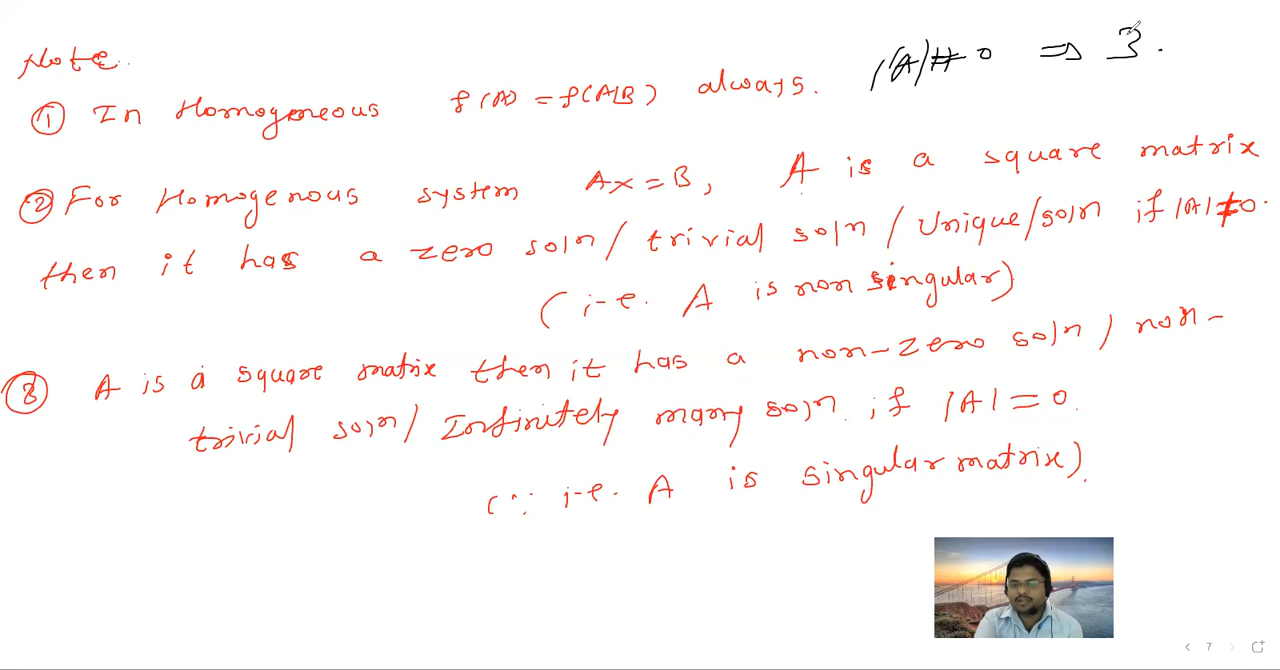 Note.
|A| ≠ 0 ⇒ 3.
① In Homogeneous ρ(A) = ρ(A|B) always.
② For Homogenous system AX = B, A is a square matrix
then it has a zero soln / trivial soln / Unique/soln if |A| ≠ 0.
(i-e. A is non singular)
③ A is a square matrix then it has a non-zero soln / non-
trivial soln / Infinitely many soln. if |A| = 0.
(∵ i-e. A is singular matrix).
7